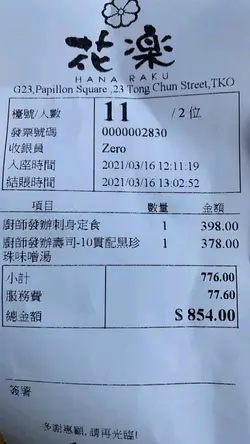 花楽
HANA RAKU
G23,Papillon Square ,23 Tong Chun Street,TKO
檯號/人數 11 /2 位
發票號碼 0000002830
收銀員 Zero
入座時間 2021/03/16 12:11:19
結賬時間 2021/03/16 13:02:52
項目 數量 金額
廚師發辦刺身定食 1 398.00
廚師發辦壽司-10貫配黑珍 1 378.00
珠味噌湯
小計 776.00
服務費 77.60
總金額 $ 854.00
簽署
多謝惠顧, 請再光臨!